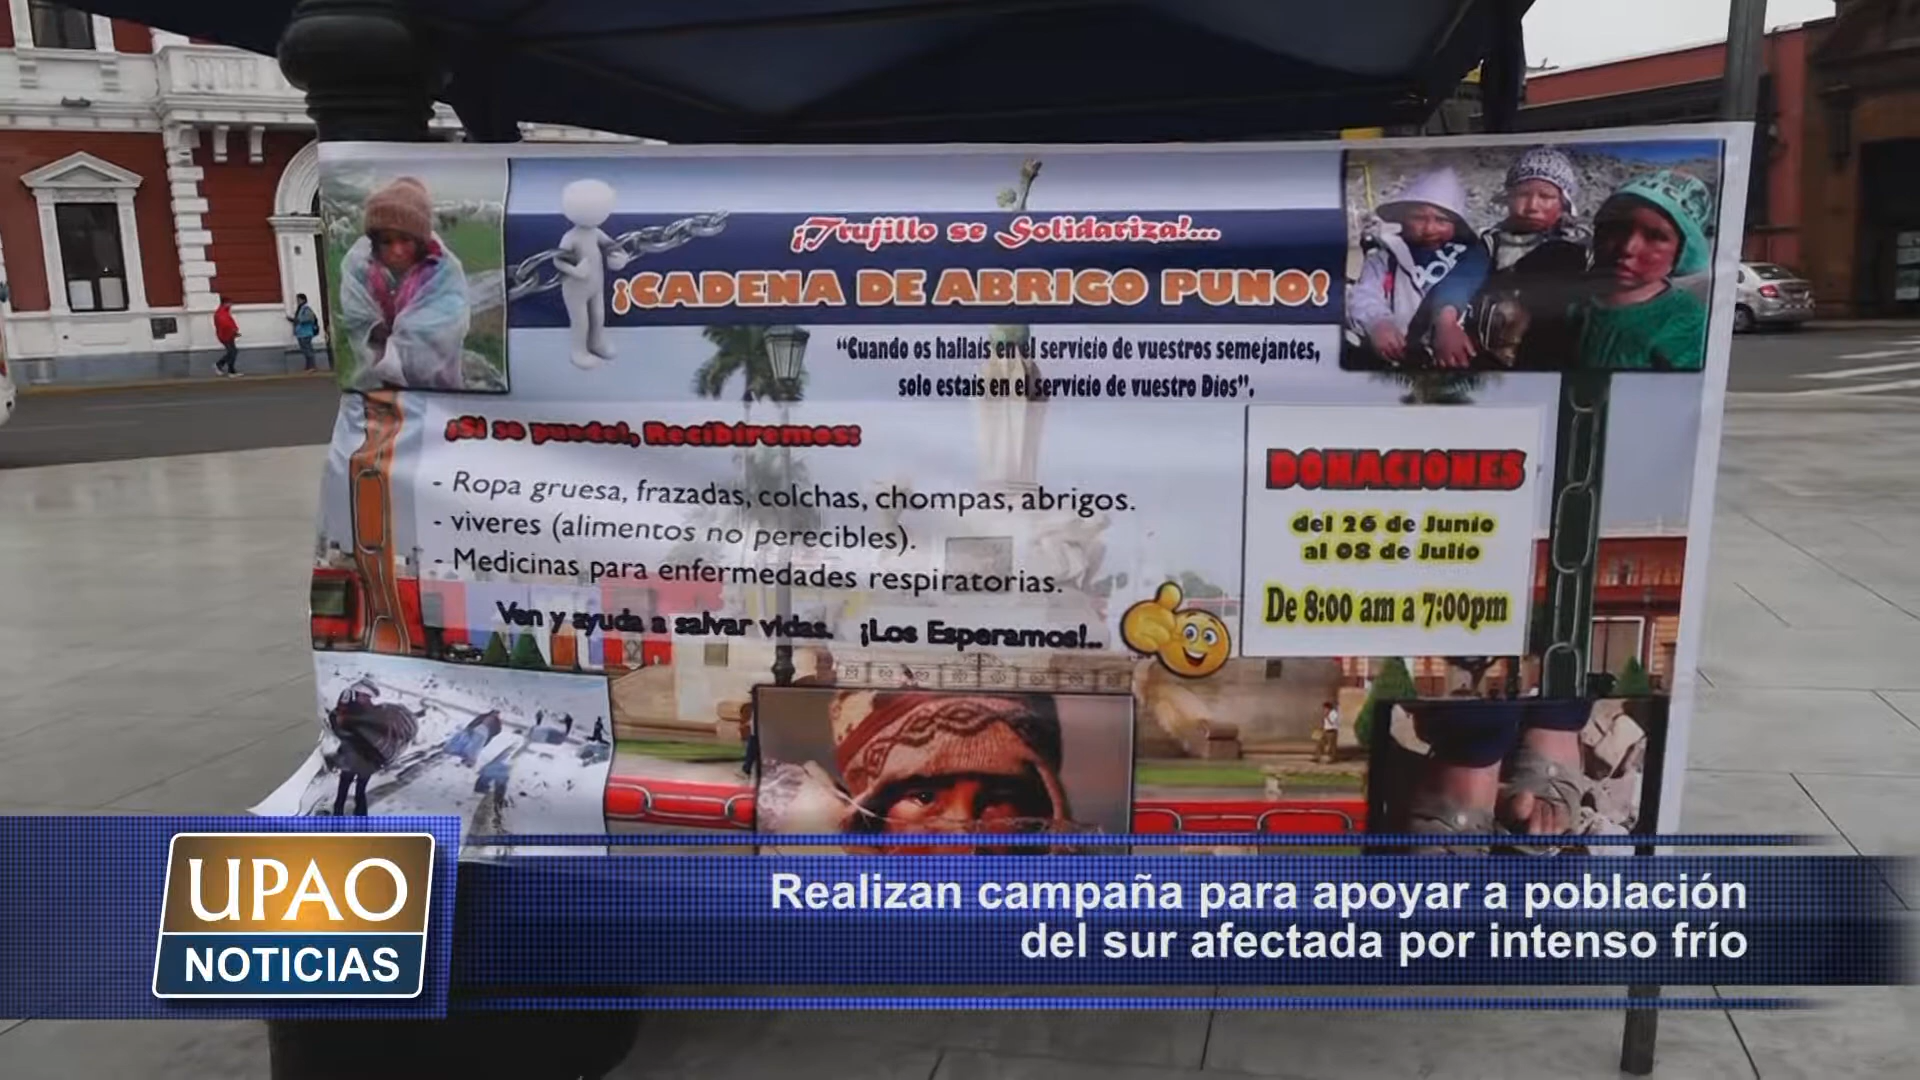 ¡Trujillo se Solidariza!...
¡CADENA DE ABRIGO PUNO!
“Cuando os hallais en el servicio de vuestros semejantes,
solo estais en el servicio de vuestro Dios”.
¡Si se puede!, Recibiremos:
- Ropa gruesa, frazadas, colchas, chompas, abrigos.
- viveres (alimentos no perecibles).
- Medicinas para enfermedades respiratorias.
Ven y ayuda a salvar vidas. ¡Los Esperamos!..
DONACIONES
del 26 de Junio
al 08 de Julio
De 8:00 am a 7:00pm
UPAO
NOTICIAS
Realizan campaña para apoyar a población
del sur afectada por intenso frío